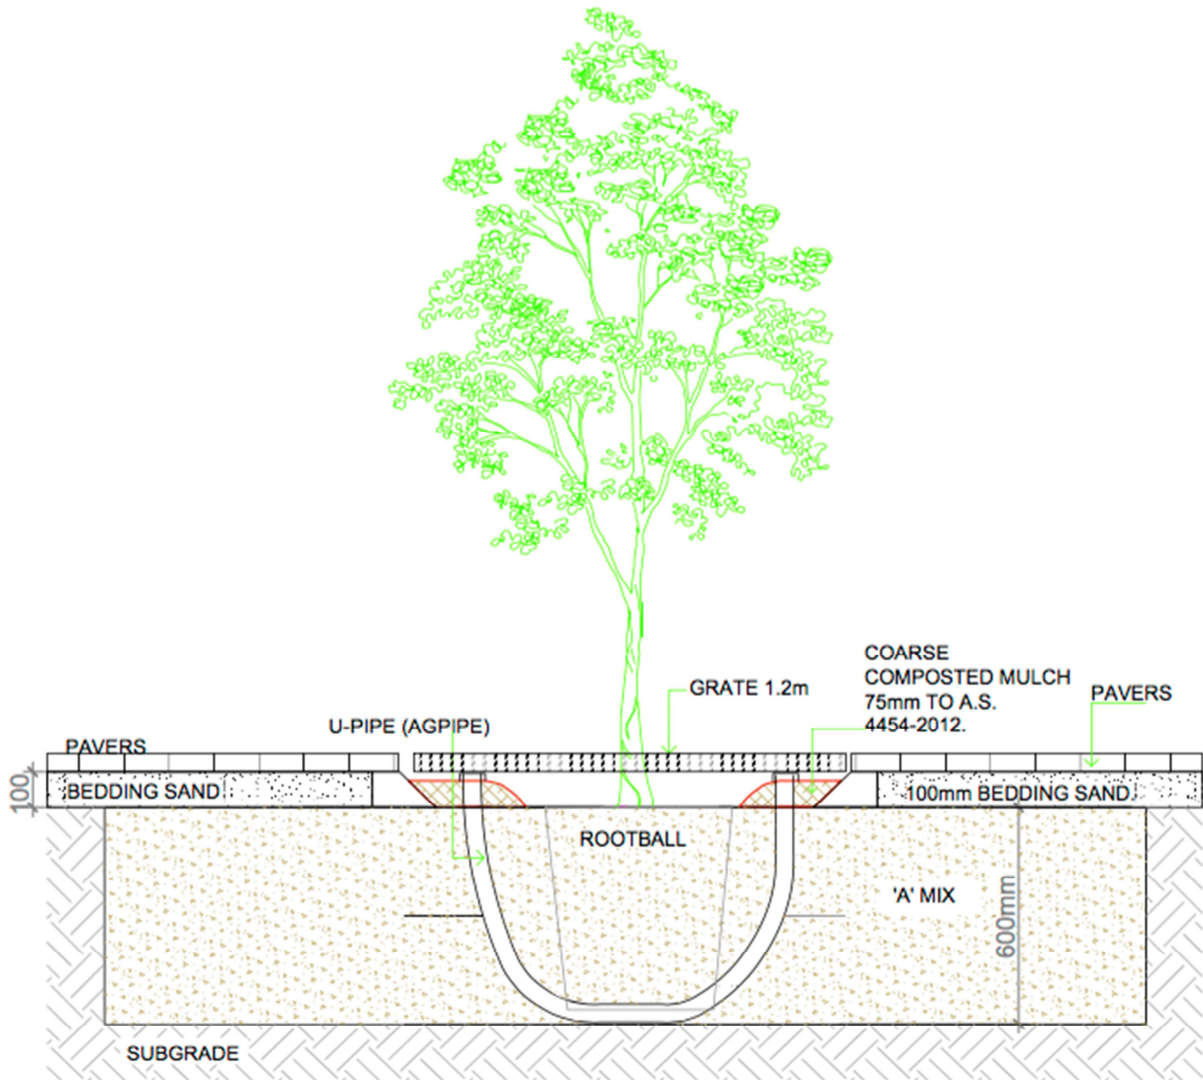 COARSE
COMPOSTED MULCH
75mm TO A.S.
4454-2012.
GRATE 1.2m
PAVERS
U-PIPE (AGPIPE)
PAVERS
100
BEDDING SAND
100mm BEDDING SAND.
ROOTBALL
'A' MIX
600mm
SUBGRADE